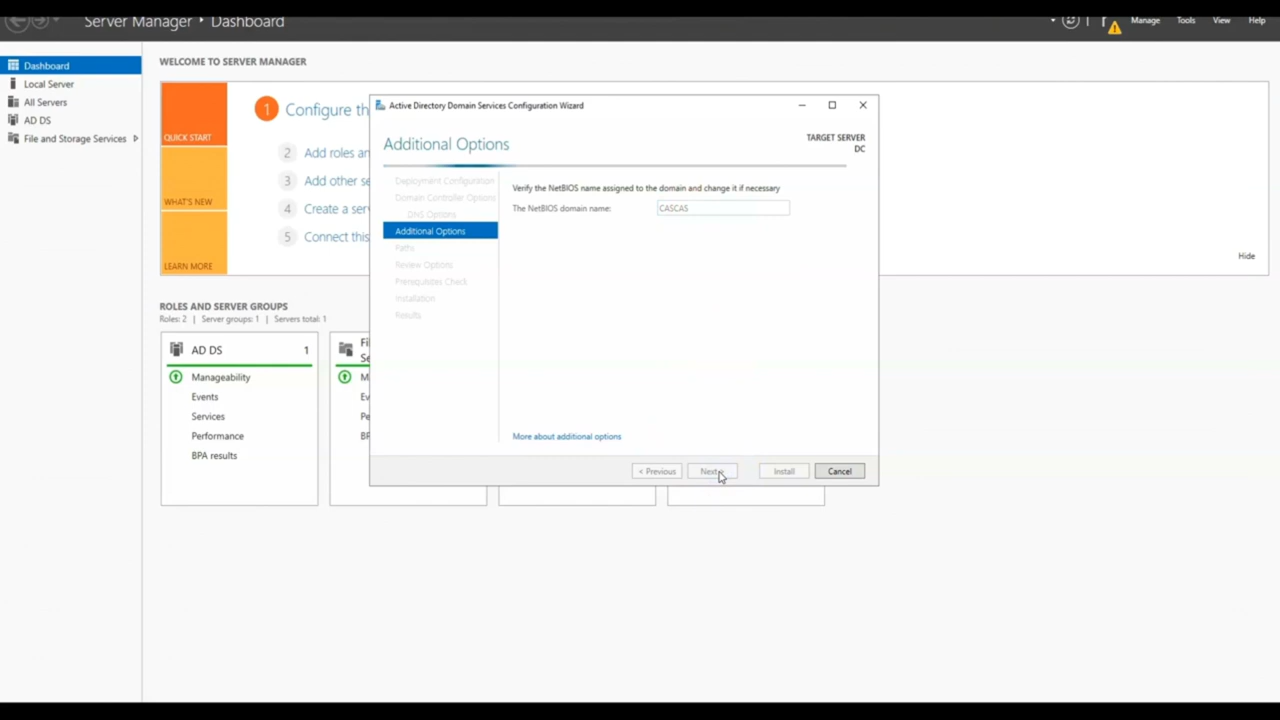 Server Manager • Dashboard
Manage Tools View Help
Dashboard
Local Server
All Servers
AD DS
File and Storage Services
WELCOME TO SERVER MANAGER
QUICK START
WHAT'S NEW
LEARN MORE
1 Configure th
2 Add roles an
3 Add other se
4 Create a ser
5 Connect this
Hide
Active Directory Domain Services Configuration Wizard
Additional Options
TARGET SERVER
DC
Deployment Configuration
Domain Controller Options
DNS Options
Additional Options
Paths
Review Options
Prerequisites Check
Installation
Results
Verify the NetBIOS name assigned to the domain and change it if necessary
The NetBIOS domain name: CASCAS
More about additional options
< Previous Next > Install Cancel
ROLES AND SERVER GROUPS
Roles: 2 | Server groups: 1 | Servers total: 1
AD DS 1
Manageability
Events
Services
Performance
BPA results
Fi
Se
M
Ev
Pe
BP